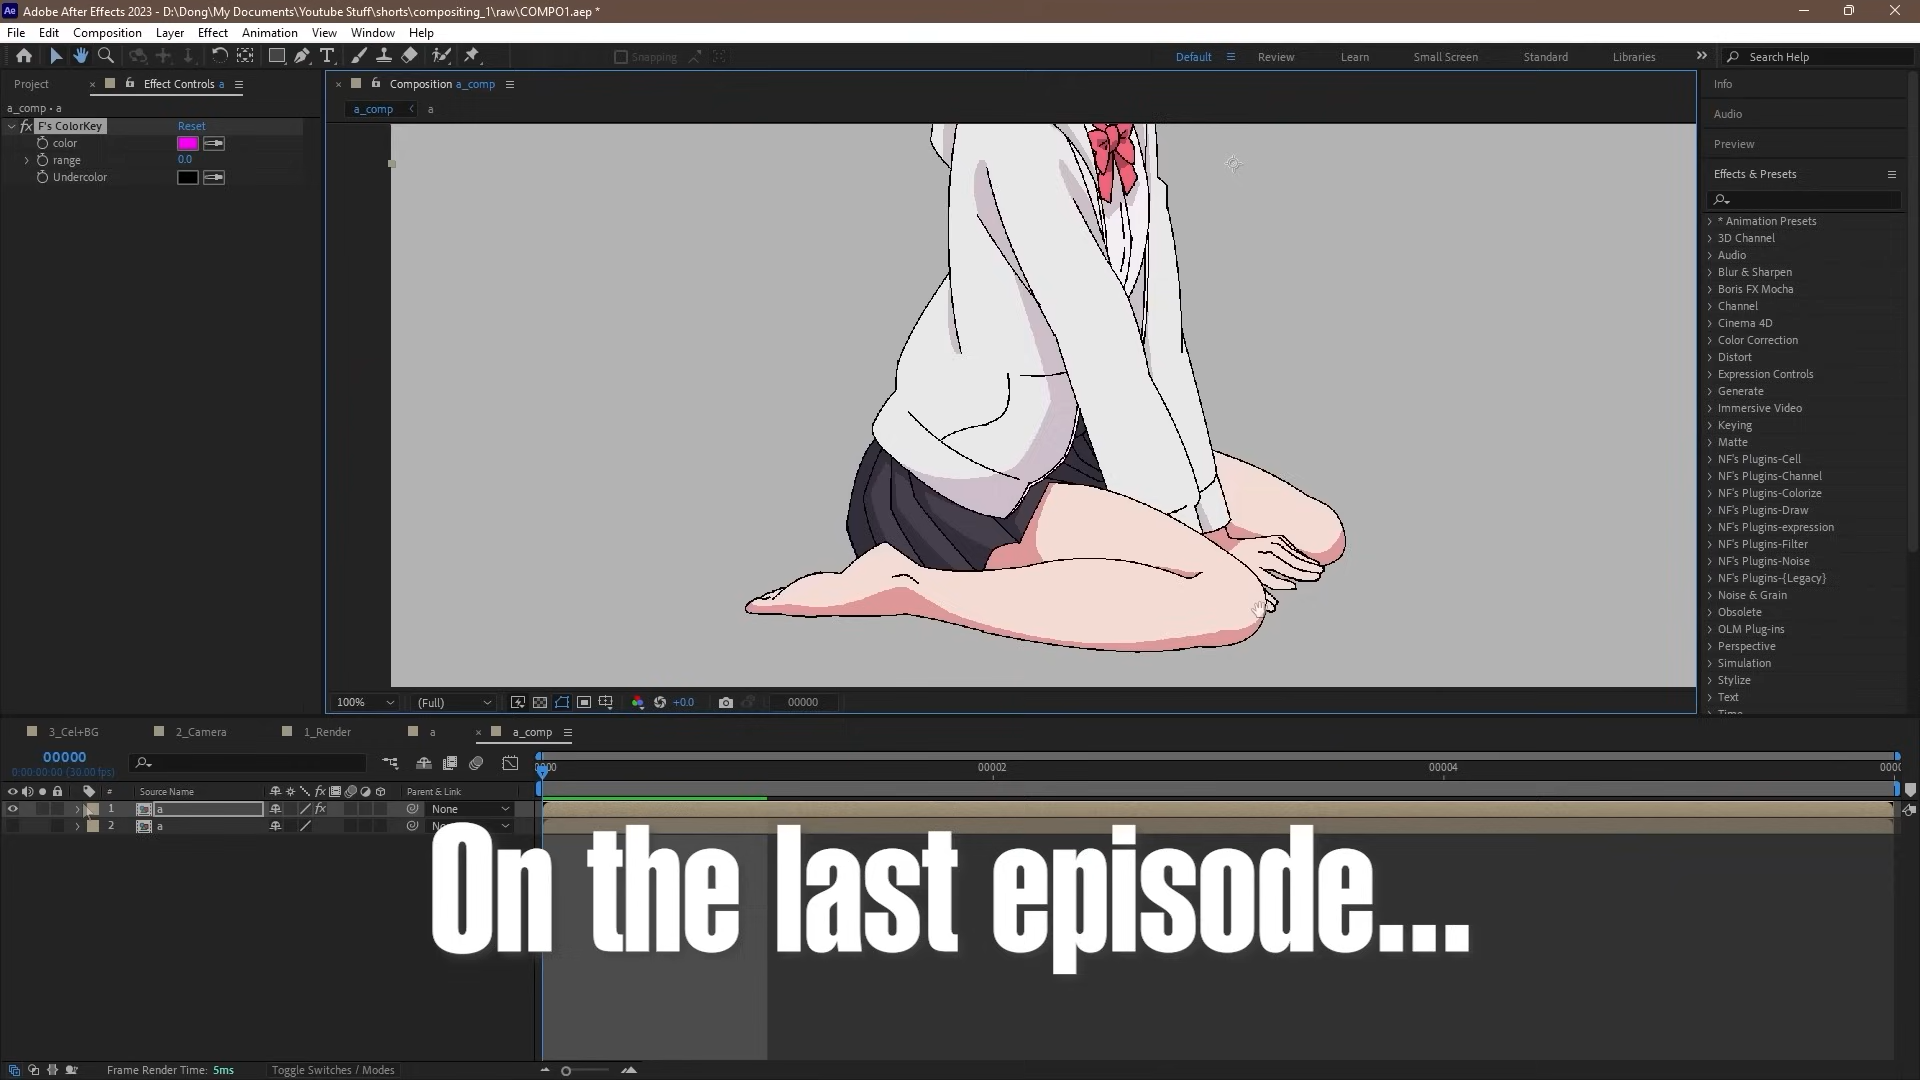 Adobe After Effects 2023 - D:\Dong\My Documents\Youtube Stuff\shorts\compositing_1\raw\COMPO1.aep *
File Edit Composition Layer Effect Animation View Window Help
Snapping Default Review Learn Small Screen Standard Libraries Search Help
Project Effect Controls a
a_comp • a
fx F's ColorKey Reset
color
range 0.0
Undercolor
Composition a_comp
a_comp a
100% (Full) +0.0 00000
Info
Audio
Preview
Effects & Presets
* Animation Presets
3D Channel
Audio
Blur & Sharpen
Boris FX Mocha
Channel
Cinema 4D
Color Correction
Distort
Expression Controls
Generate
Immersive Video
Keying
Matte
NF's Plugins-Cell
NF's Plugins-Channel
NF's Plugins-Colorize
NF's Plugins-Draw
NF's Plugins-expression
NF's Plugins-Filter
NF's Plugins-Noise
NF's Plugins-{Legacy}
Noise & Grain
Obsolete
OLM Plug-ins
Perspective
Simulation
Stylize
Text
3_Cel+BG 2_Camera 1_Render a a_comp
00000
0:00:00:00 (30.00 fps)
00002 00004
# Source Name Parent & Link
1 a fx None
2 a
On the last episode...
Frame Render Time: 5ms Toggle Switches / Modes